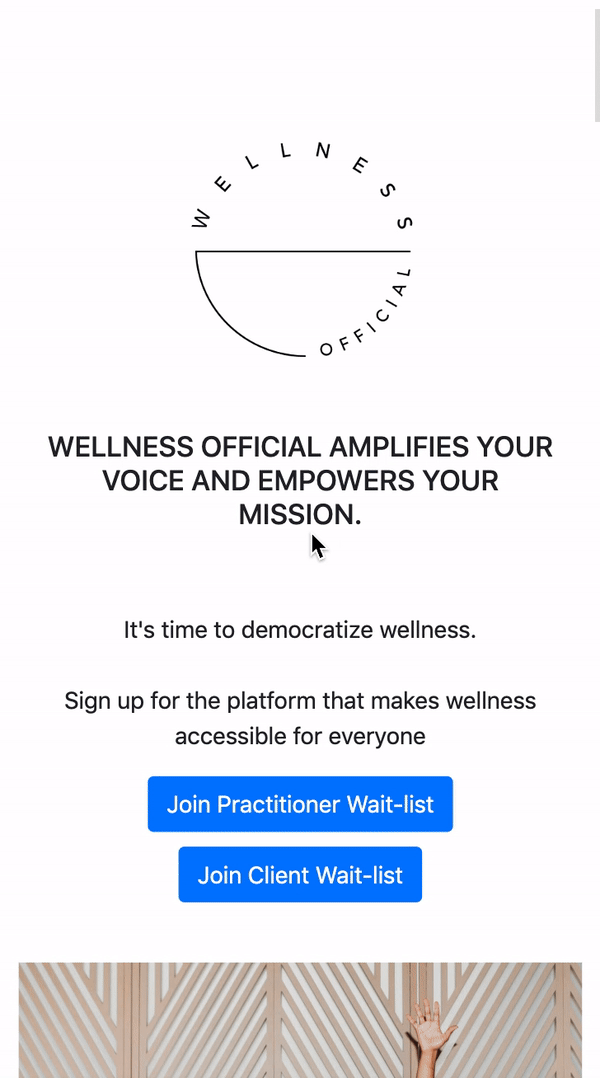 WELLNESS
OFFICIAL
WELLNESS OFFICIAL AMPLIFIES YOUR
VOICE AND EMPOWERS YOUR
MISSION.
It's time to democratize wellness.
Sign up for the platform that makes wellness
accessible for everyone
Join Practitioner Wait-list
Join Client Wait-list